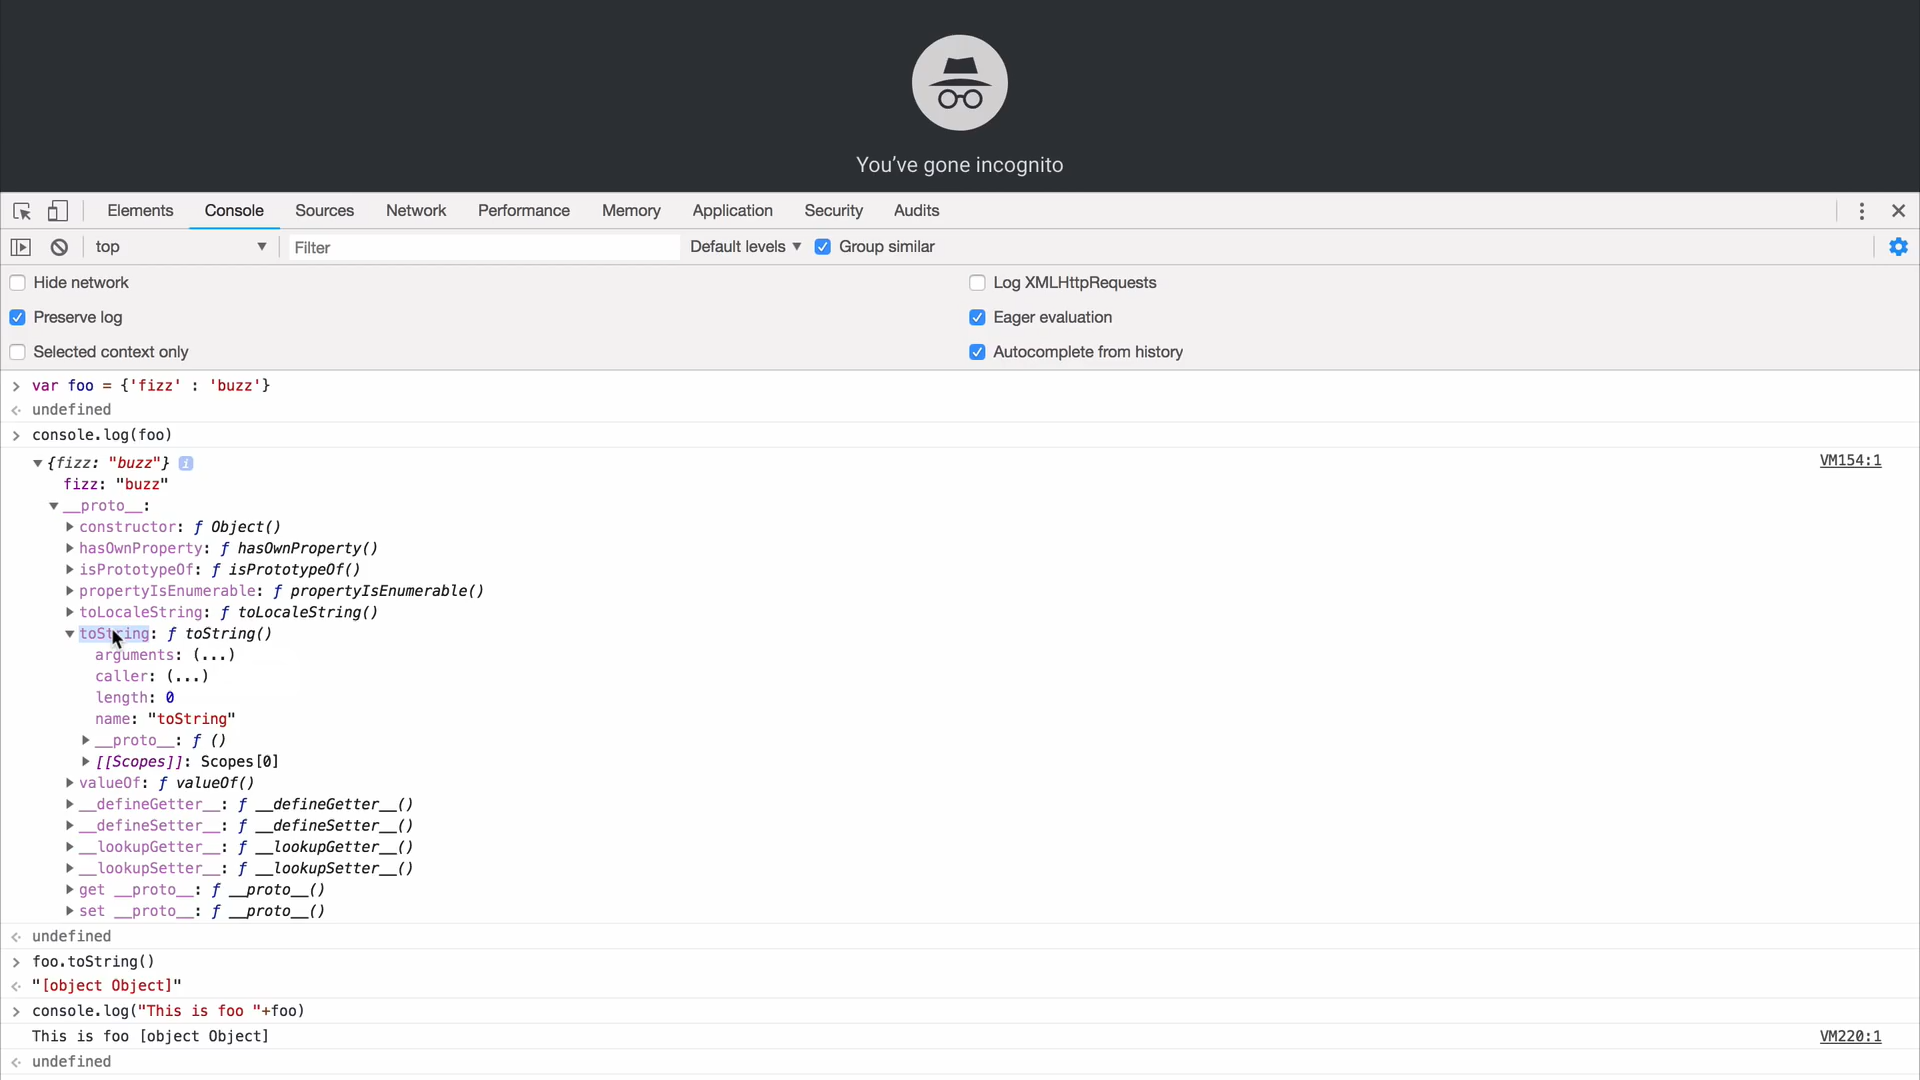 You've gone incognito
Elements Console Sources Network Performance Memory Application Security Audits
top Filter Default levels Group similar
Hide network Log XMLHttpRequests
Preserve log Eager evaluation
Selected context only Autocomplete from history
> var foo = {'fizz' : 'buzz'}
undefined
> console.log(foo)
{fizz: "buzz"} i VM154:1
fizz: "buzz"
__proto__:
constructor: ƒ Object()
hasOwnProperty: ƒ hasOwnProperty()
isPrototypeOf: ƒ isPrototypeOf()
propertyIsEnumerable: ƒ propertyIsEnumerable()
toLocaleString: ƒ toLocaleString()
toString: ƒ toString()
arguments: (...)
caller: (...)
length: 0
name: "toString"
__proto__: ƒ ()
[[Scopes]]: Scopes[0]
valueOf: ƒ valueOf()
__defineGetter__: ƒ __defineGetter__()
__defineSetter__: ƒ __defineSetter__()
__lookupGetter__: ƒ __lookupGetter__()
__lookupSetter__: ƒ __lookupSetter__()
get __proto__: ƒ __proto__()
set __proto__: ƒ __proto__()
undefined
> foo.toString()
"[object Object]"
> console.log("This is foo "+foo)
This is foo [object Object] VM220:1
undefined